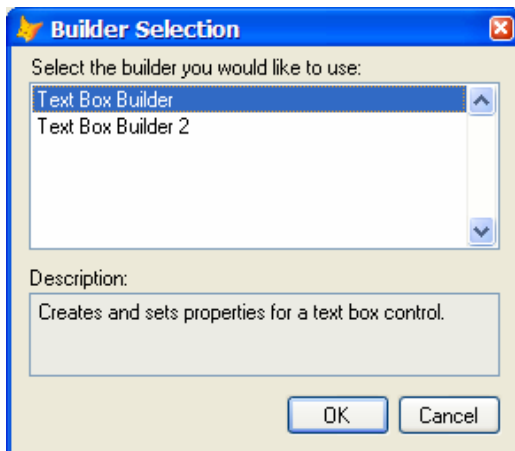 Builder Selection
Select the builder you would like to use:
Text Box Builder
Text Box Builder 2
Description:
Creates and sets properties for a text box control.
OK
Cancel